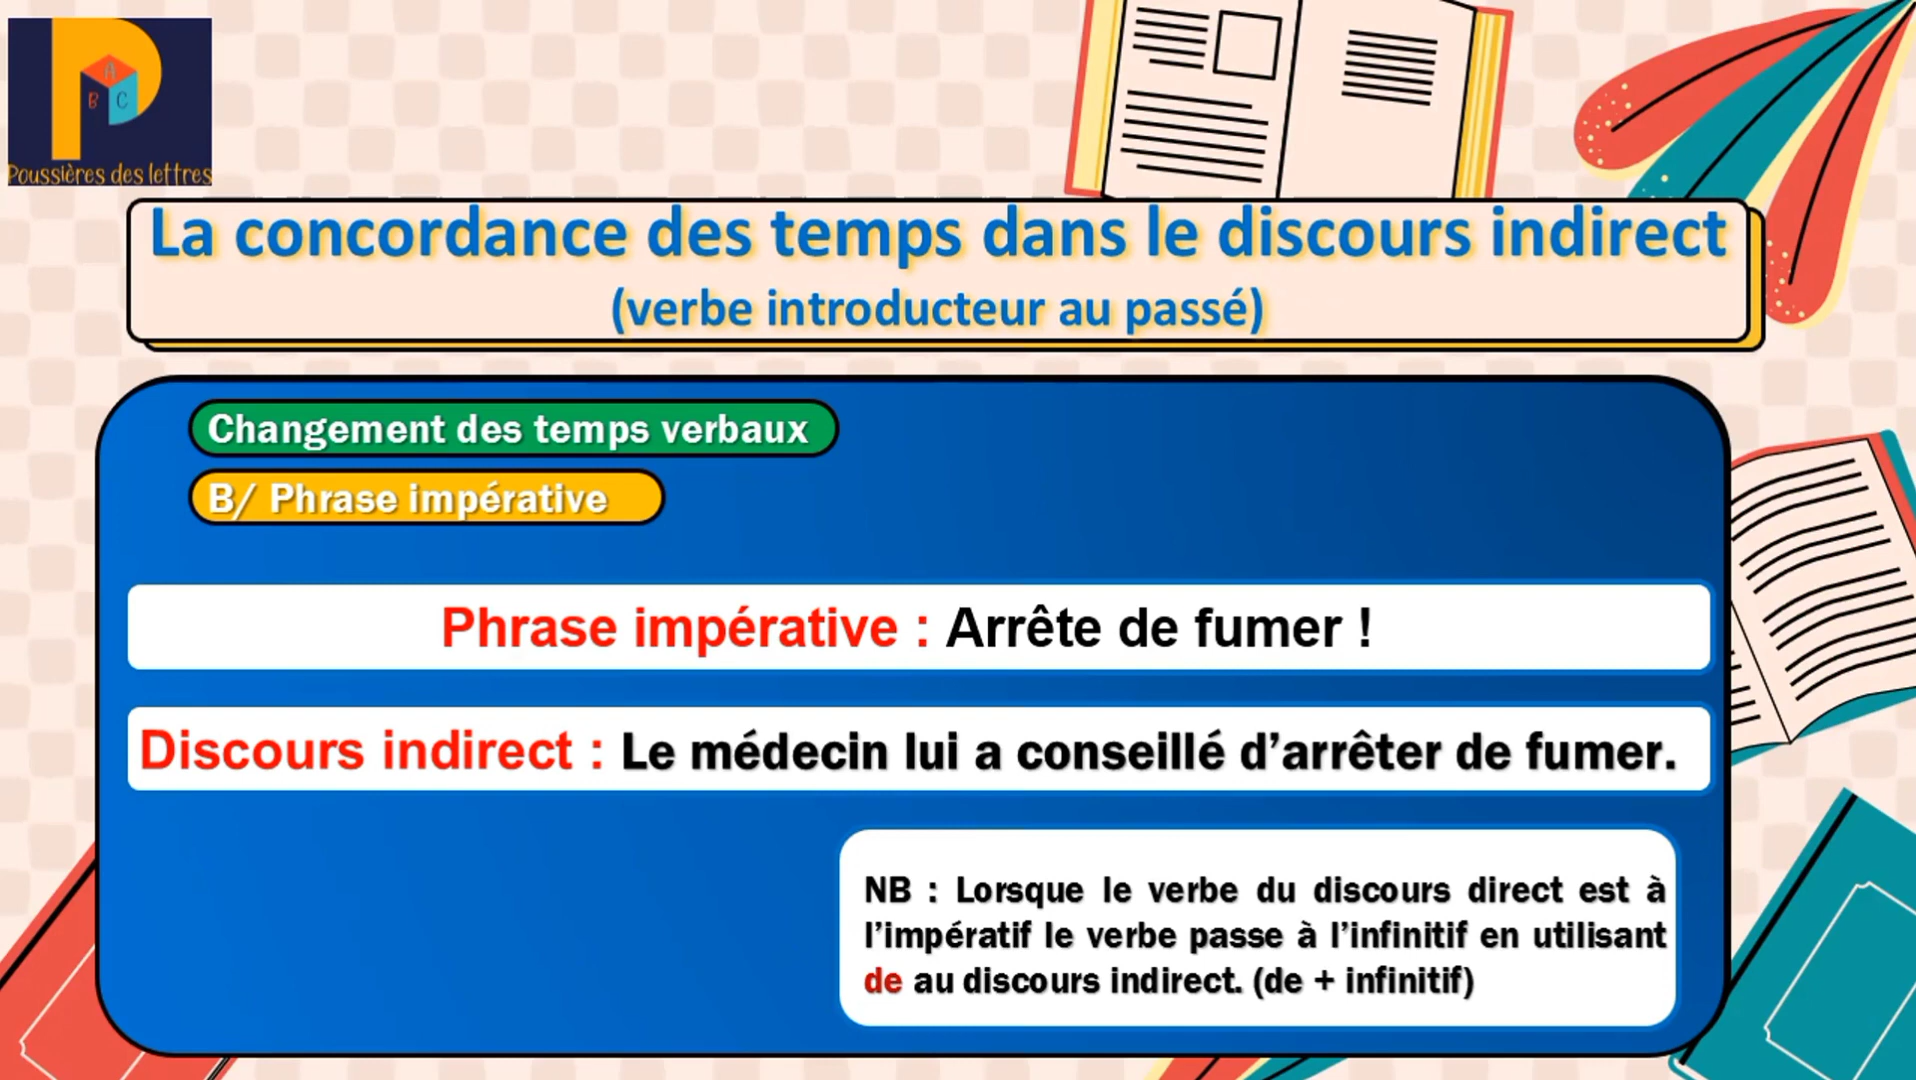 A
B C
Poussières des lettres
La concordance des temps dans le discours indirect
(verbe introducteur au passé)
Changement des temps verbaux
B/ Phrase impérative
Phrase impérative : Arrête de fumer !
Discours indirect : Le médecin lui a conseillé d’arrêter de fumer.
NB : Lorsque le verbe du discours direct est à
l’impératif le verbe passe à l’infinitif en utilisant
de au discours indirect. (de + infinitif)